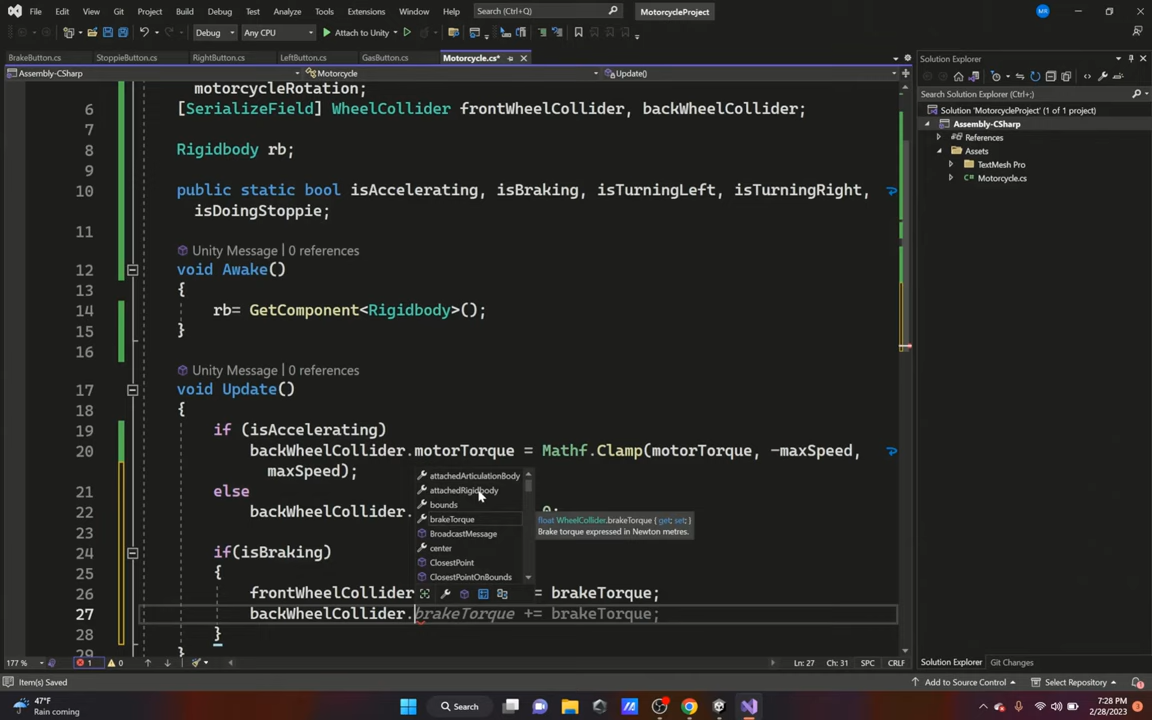 File Edit View Git Project Build Debug Test Analyze Tools Extensions Window Help Search (Ctrl+Q) MotorcycleProject MR
Debug Any CPU Attach to Unity
BrakeButton.cs StoppieButton.cs RightButton.cs LeftButton.cs GasButton.cs Motorcycle.cs*
Assembly-CSharp Motorcycle Update()
motorcycleRotation;
6 [SerializeField] WheelCollider frontWheelCollider, backWheelCollider;
7
8 Rigidbody rb;
9
10 public static bool isAccelerating, isBraking, isTurningLeft, isTurningRight,
isDoingStoppie;
11
Unity Message | 0 references
12 void Awake()
13 {
14 rb= GetComponent<Rigidbody>();
15 }
16
Unity Message | 0 references
17 void Update()
18 {
19 if (isAccelerating)
20 backWheelCollider.motorTorque = Mathf.Clamp(motorTorque, -maxSpeed,
maxSpeed);
21 else
22 backWheelCollider. 0;
23
24 if(isBraking)
25 {
26 frontWheelCollider = brakeTorque;
27 backWheelCollider.brakeTorque += brakeTorque;
28 }
29 }
attachedArticulationBody
attachedRigidbody
bounds
brakeTorque
BroadcastMessage
center
ClosestPoint
ClosestPointOnBounds
float WheelCollider.brakeTorque { get; set; }
Brake torque expressed in Newton metres.
Solution Explorer
Search Solution Explorer (Ctrl+;)
Solution 'MotorcycleProject' (1 of 1 project)
Assembly-CSharp
References
Assets
TextMesh Pro
Motorcycle.cs
Solution Explorer Git Changes
177 % 1 0 Ln: 27 Ch: 31 SPC CRLF
Item(s) Saved Add to Source Control Select Repository
47°F
Rain coming
Search
7:28 PM
2/28/2023